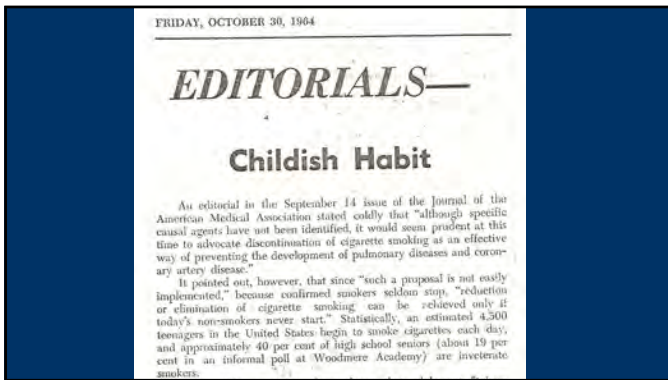 FRIDAY, OCTOBER 30, 1964
EDITORIALS—
Childish Habit
An editorial in the September 14 issue of the Journal of the
American Medical Association stated coldly that "although specific
causal agents have not been identified, it would seem prudent at this
time to advocate discontinuation of cigarette smoking as an effective
way of preventing the development of pulmonary diseases and coron-
ary artery disease."
It pointed out, however, that since "such a proposal is not easily
implemented," because confirmed smokers seldom stop, "reduction
or elimination of cigarette smoking can be achieved only if
today's non-smokers never start." Statistically, an estimated 4,500
teenagers in the United States begin to smoke cigarettes each day,
and approximately 40 per cent of high school seniors (about 19 per
cent in an informal poll at Woodmere Academy) are inveterate
smokers.